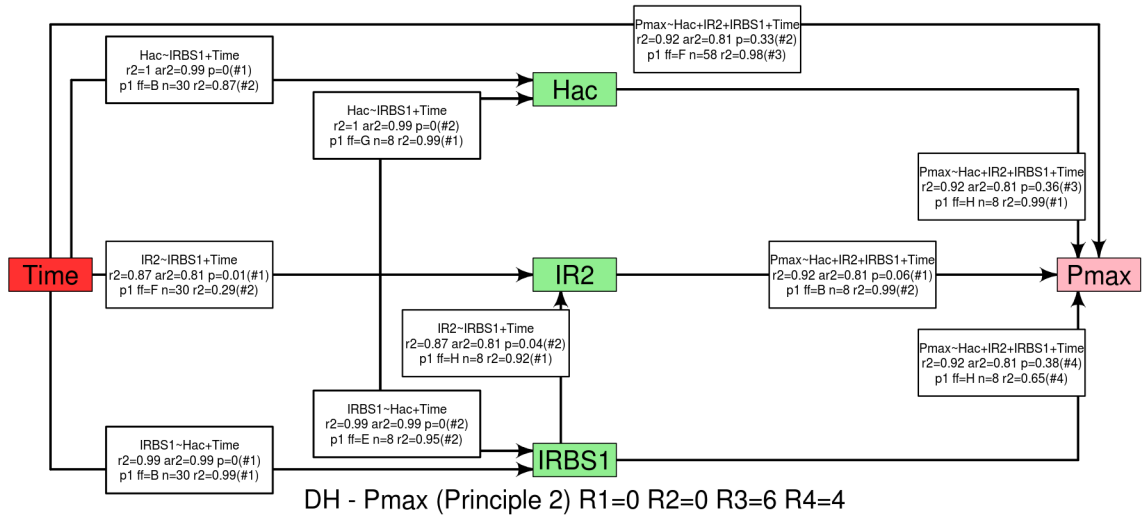 Pmax~Hac+IR2+IRBS1+Time
r2=0.92 ar2=0.81 p=0.33(#2)
p1 ff=F n=58 r2=0.98(#3)
Hac~IRBS1+Time
r2=1 ar2=0.99 p=0(#1)
p1 ff=B n=30 r2=0.87(#2)
Hac
Hac~IRBS1+Time
r2=1 ar2=0.99 p=0(#2)
p1 ff=G n=8 r2=0.99(#1)
Pmax~Hac+IR2+IRBS1+Time
r2=0.92 ar2=0.81 p=0.36(#3)
p1 ff=H n=8 r2=0.99(#1)
Time
IR2~IRBS1+Time
r2=0.87 ar2=0.81 p=0.01(#1)
p1 ff=F n=30 r2=0.29(#2)
IR2
Pmax~Hac+IR2+IRBS1+Time
r2=0.92 ar2=0.81 p=0.06(#1)
p1 ff=B n=8 r2=0.99(#2)
Pmax
IR2~IRBS1+Time
r2=0.87 ar2=0.81 p=0.04(#2)
p1 ff=H n=8 r2=0.92(#1)
Pmax~Hac+IR2+IRBS1+Time
r2=0.92 ar2=0.81 p=0.38(#4)
p1 ff=H n=8 r2=0.65(#4)
IRBS1~Hac+Time
r2=0.99 ar2=0.99 p=0(#2)
p1 ff=E n=8 r2=0.95(#2)
IRBS1~Hac+Time
r2=0.99 ar2=0.99 p=0(#1)
p1 ff=B n=30 r2=0.99(#1)
IRBS1
DH - Pmax (Principle 2) R1=0 R2=0 R3=6 R4=4